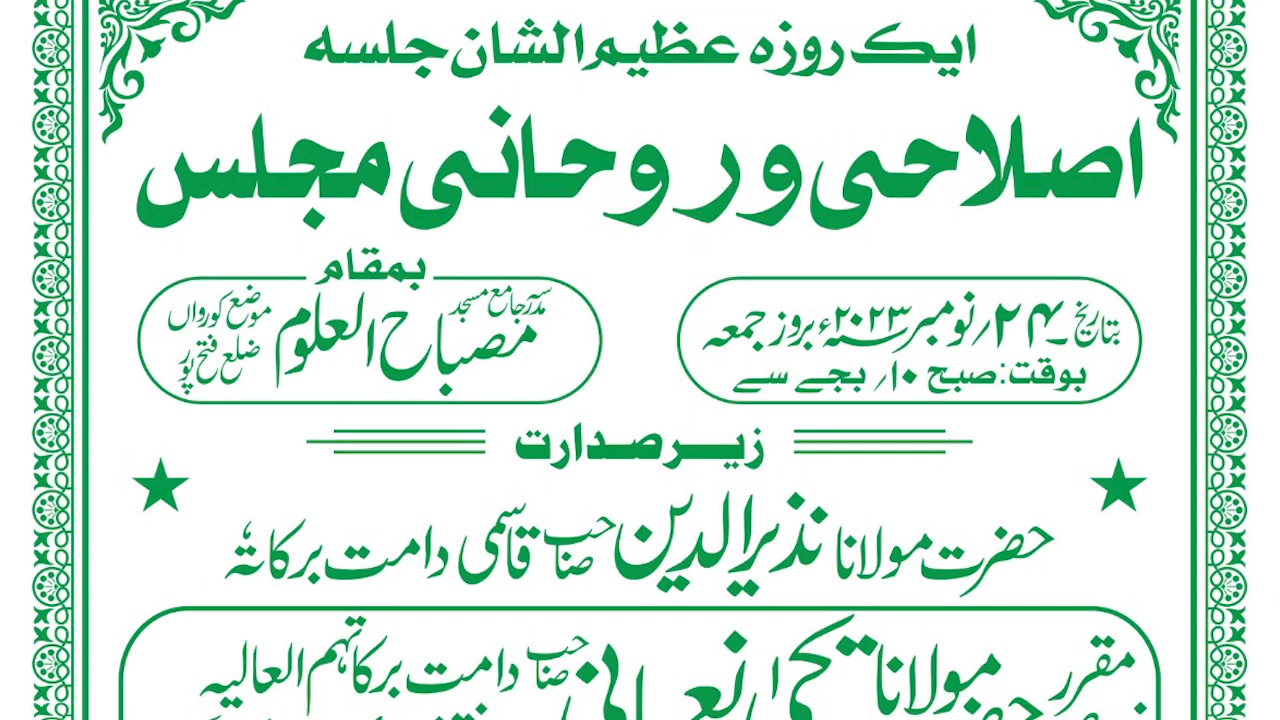 ایک روزہ عظیم الشان جلسہ
اصلاحی و روحانی مجلس
بتاریخ ۲۴؍نومبر ۲۰۲۳ء بروز جمعہ
بوقت: صبح ۱۰؍ بجے سے
بمقام
مدرسہ جامع مسجد مصباح العلوم موضع کورواں ضلع فتح پور
زیر صدارت
حضرت مولانا نذیر الدین صاحب قاسمی دامت برکاتہ
مقرر
مولانا یحیی نعمانی صاحب دامت برکاتہم العالیہ